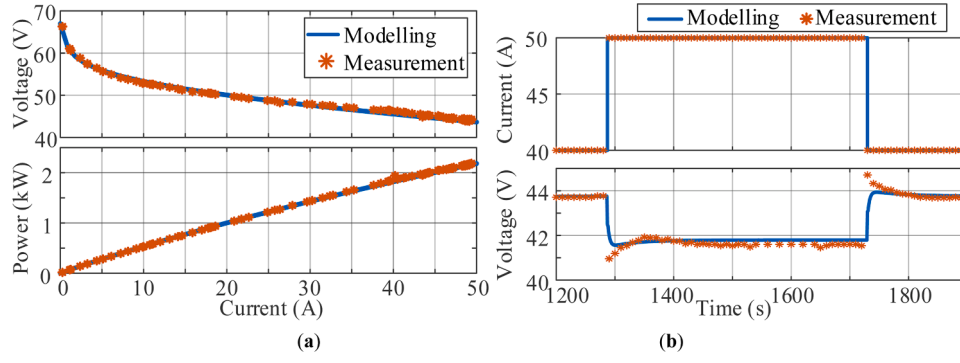 (a)
70
60
50
40
Voltage (V)
Modelling
Measurement
2
1
0
Power (kW)
0 10 20 30 40 50
Current (A)
(a)
(b)
Modelling
Measurement
50
45
40
Current (A)
44
42
40
Voltage (V)
1200 1400 1600 1800
Time (s)
(b)